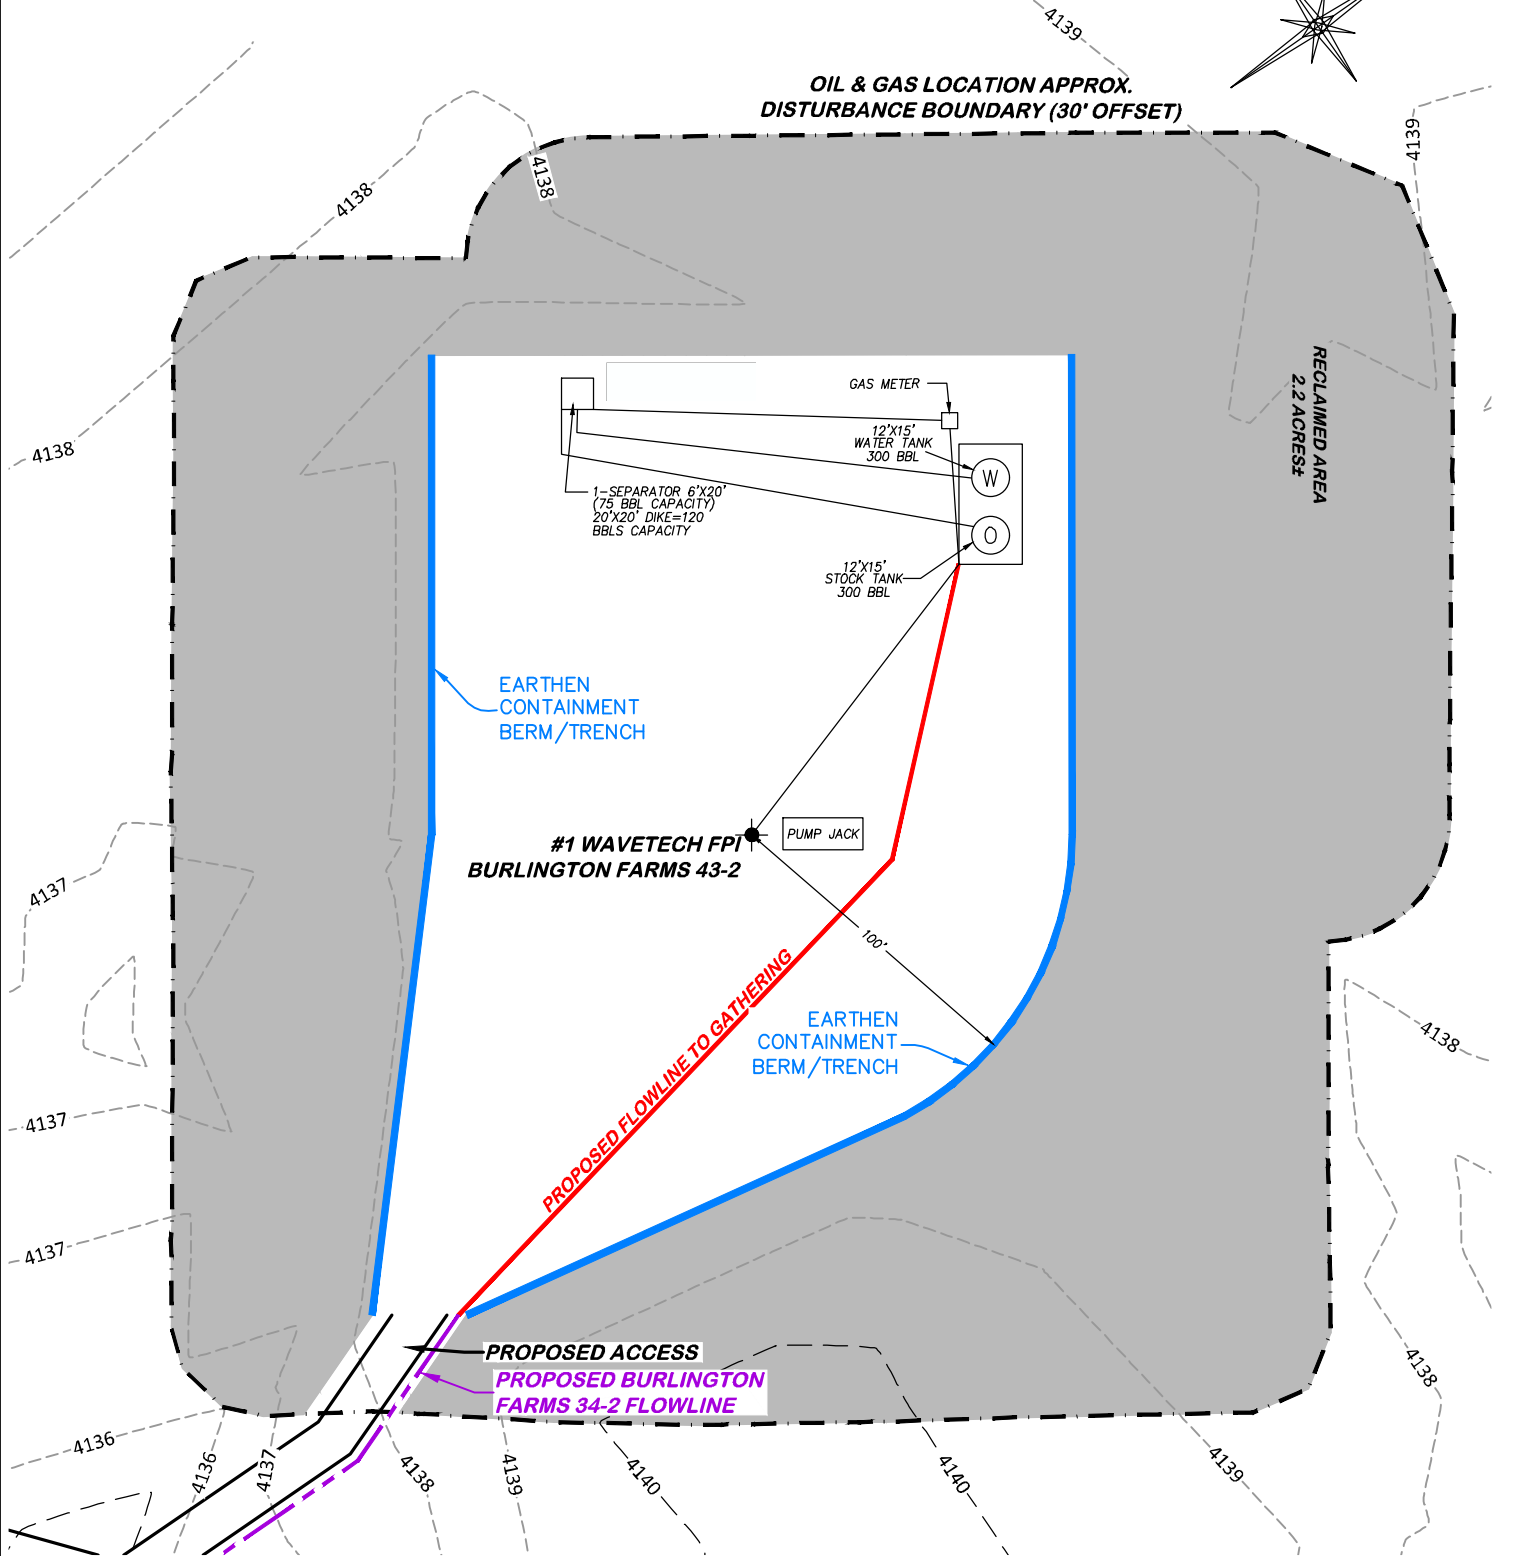 4139
OIL & GAS LOCATION APPROX.
DISTURBANCE BOUNDARY (30' OFFSET)
4139
4138
4138
RECLAIMED AREA
2.2 ACRES±
GAS METER
12'X15'
WATER TANK
300 BBL
W
4138
1-SEPARATOR 6'X20'
(75 BBL CAPACITY)
20'X20' DIKE=120
BBLS CAPACITY
O
12'X15'
STOCK TANK
300 BBL
EARTHEN
CONTAINMENT
BERM/TRENCH
#1 WAVETECH FPI
BURLINGTON FARMS 43-2
PUMP JACK
4137
100'
PROPOSED FLOWLINE TO GATHERING
EARTHEN
CONTAINMENT
BERM/TRENCH
4138
4137
4137
PROPOSED ACCESS
PROPOSED BURLINGTON
FARMS 34-2 FLOWLINE
4138
4136
4136
4137
4138
4139
4140
4140
4139